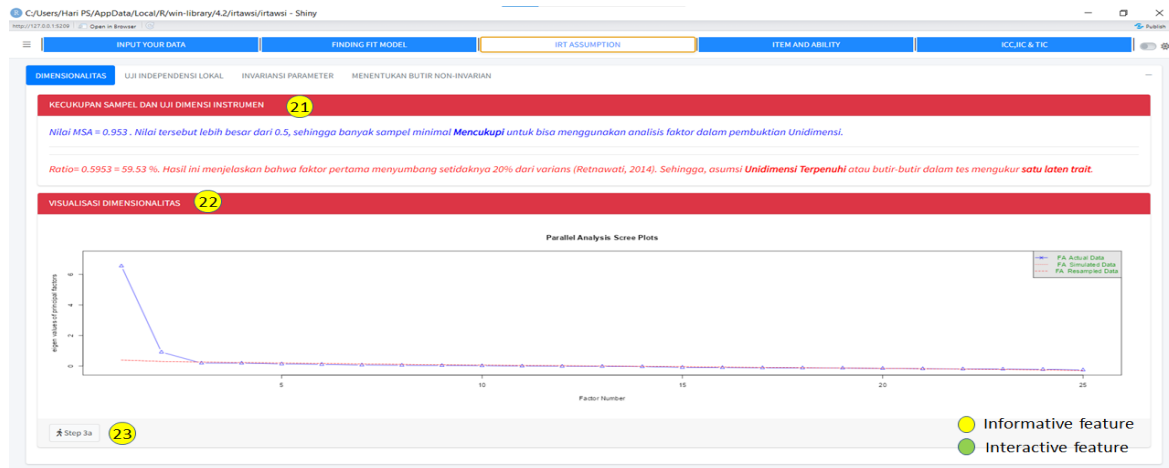 C:/Users/Hari PS/AppData/Local/R/win-library/4.2/irtawsi/irtawsi - Shiny
http://127.0.0.1:5209 Open in Browser Publish
INPUT YOUR DATA FINDING FIT MODEL IRT ASSUMPTION ITEM AND ABILITY ICC,IIC & TIC
DIMENSIONALITAS UJI INDEPENDENSI LOKAL INVARIANSI PARAMETER MENENTUKAN BUTIR NON-INVARIAN
KECUKUPAN SAMPEL DAN UJI DIMENSI INSTRUMEN 21
Nilai MSA = 0.953 . Nilai tersebut lebih besar dari 0.5, sehingga banyak sampel minimal Mencukupi untuk bisa menggunakan analisis faktor dalam pembuktian Unidimensi.
Ratio= 0.5953 = 59.53 %. Hasil ini menjelaskan bahwa faktor pertama menyumbang setidaknya 20% dari varians (Retnawati, 2014). Sehingga, asumsi Unidimensi Terpenuhi atau butir-butir dalam tes mengukur satu laten trait.
VISUALISASI DIMENSIONALITAS 22
Parallel Analysis Scree Plots
FA Actual Data
FA Simulated Data
FA Resampled Data
eigen values of principal factors
6
4
2
0
5 10 15 20 25
Factor Number
Step 3a 23
Informative feature
Interactive feature